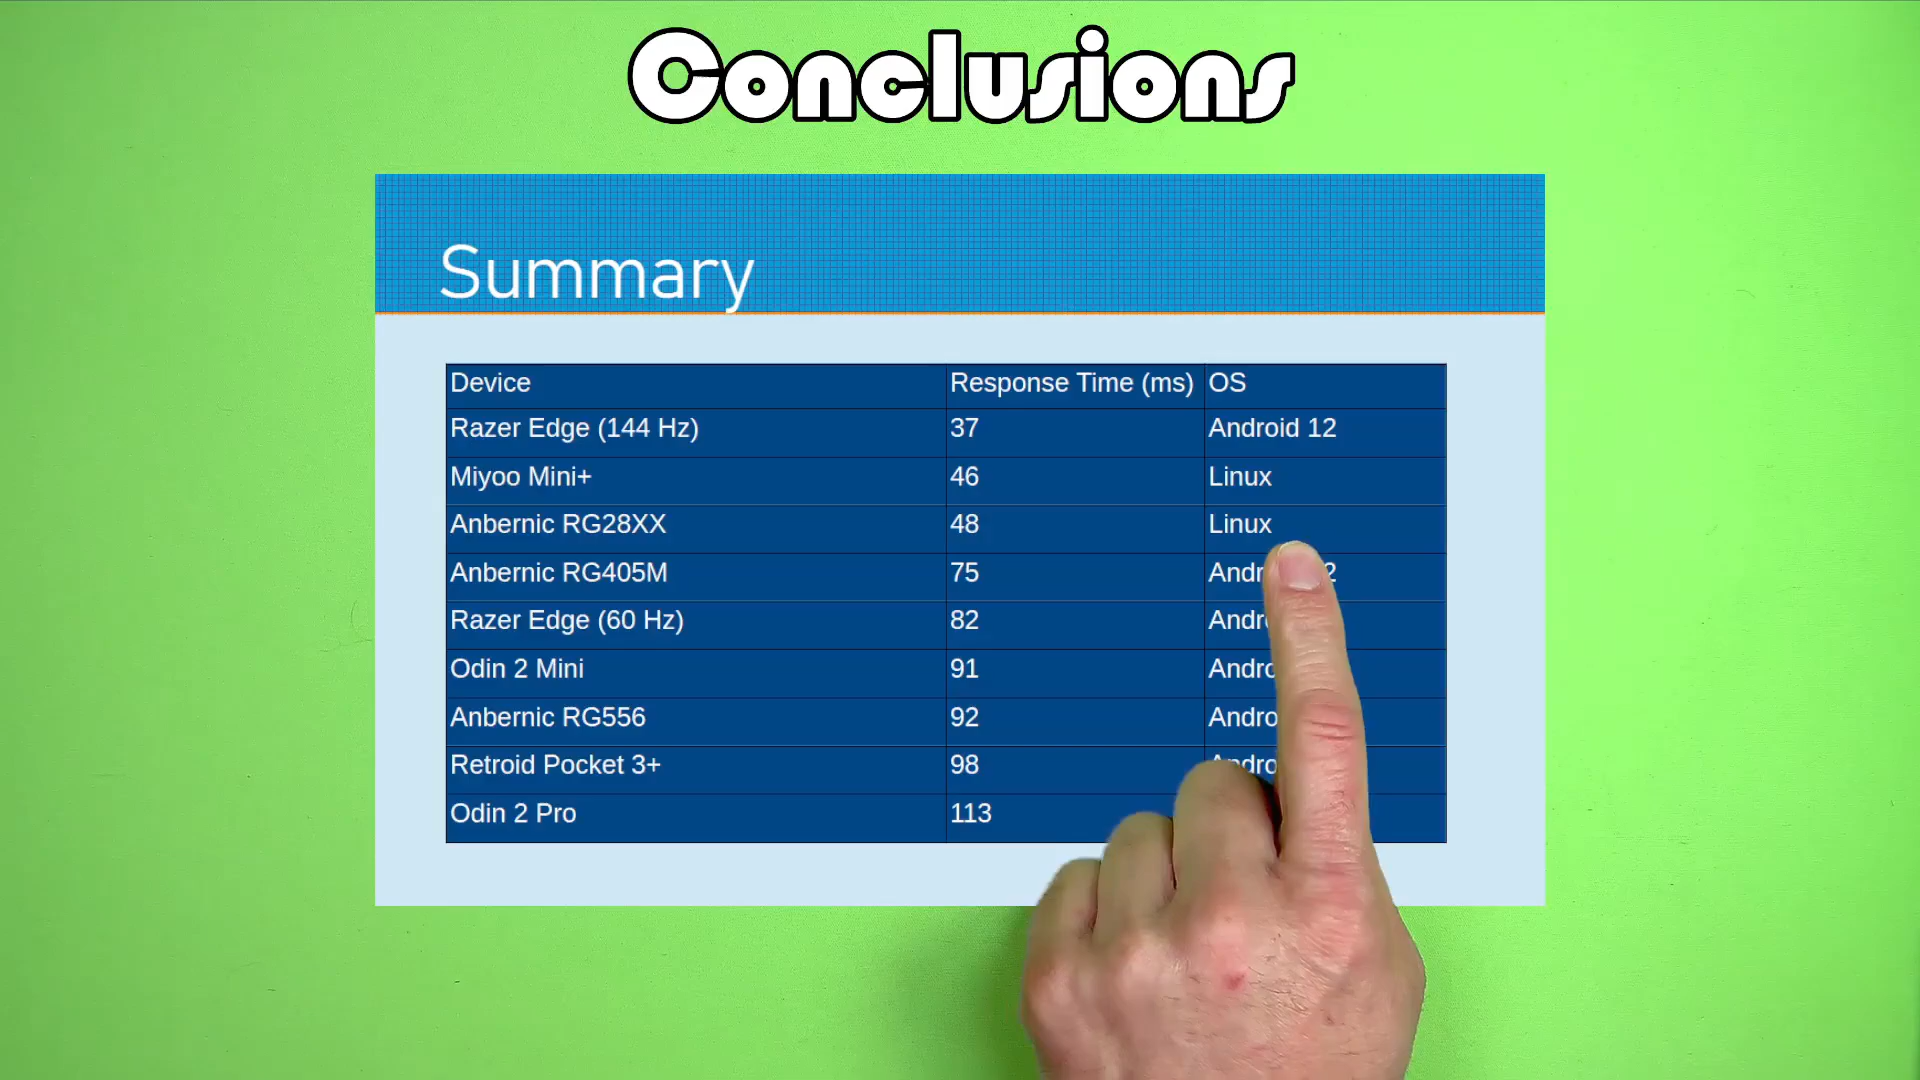 Conclusions
Summary
Device Response Time (ms) OS
Razer Edge (144 Hz) 37 Android 12
Miyoo Mini+ 46 Linux
Anbernic RG28XX 48 Linux
Anbernic RG405M 75
Razer Edge (60 Hz) 82
Odin 2 Mini 91
Anbernic RG556 92
Retroid Pocket 3+ 98
Odin 2 Pro 113